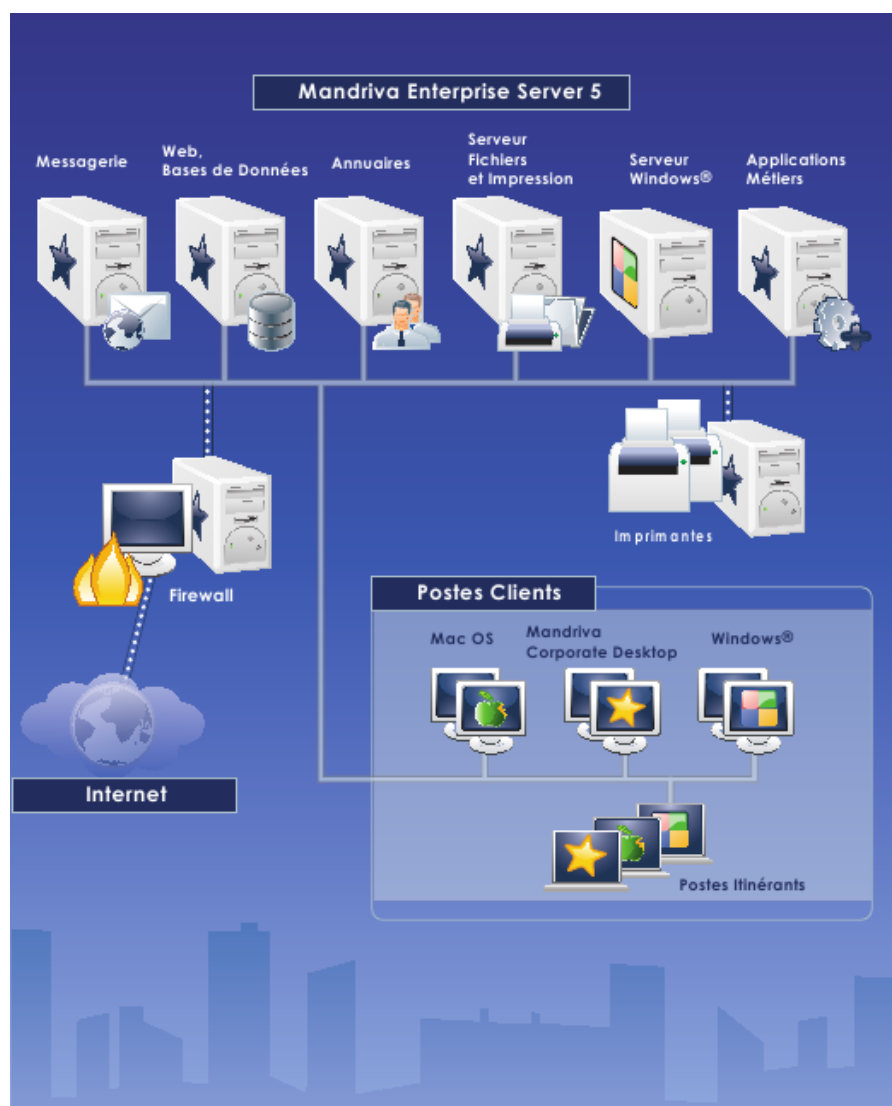 Mandriva Enterprise Server 5
Messagerie
Web,
Bases de Données
Annuaires
Serveur
Fichiers
et Impression
Serveur
Windows®
Applications
Métiers
Imprimantes
Firewall
Postes Clients
Mac OS
Mandriva
Corporate Desktop
Windows®
Internet
Postes Itinérants